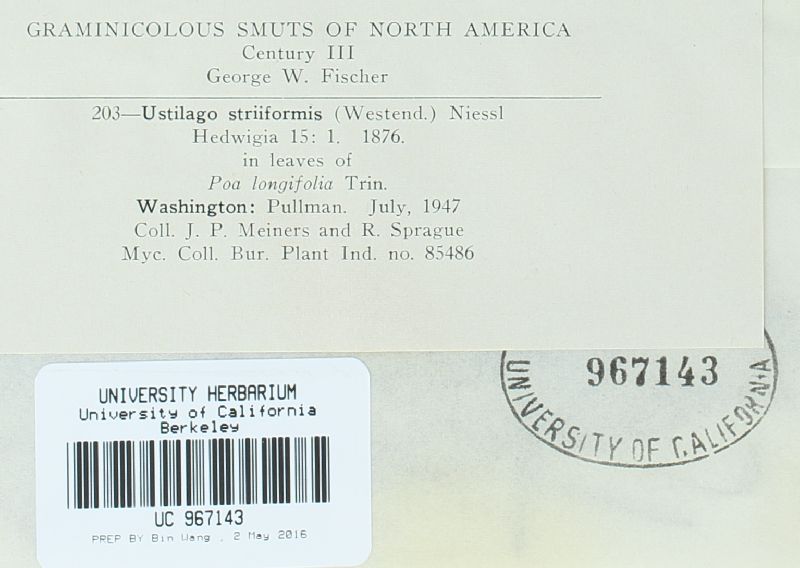 GRAMINICOLOUS SMUTS OF NORTH AMERICA
Century III
George W. Fischer
203—Ustilago striiformis (Westend.) Niessl
Hedwigia 15: 1. 1876.
in leaves of
Poa longifolia Trin.
Washington: Pullman. July, 1947
Coll. J. P. Meiners and R. Sprague
Myc. Coll. Bur. Plant Ind. no. 85486
967143
UNIVERSITY OF CALIFORNIA
UNIVERSITY HERBARIUM
University of California
Berkeley
UC 967143
PREP BY Bin Wang , 2 May 2016